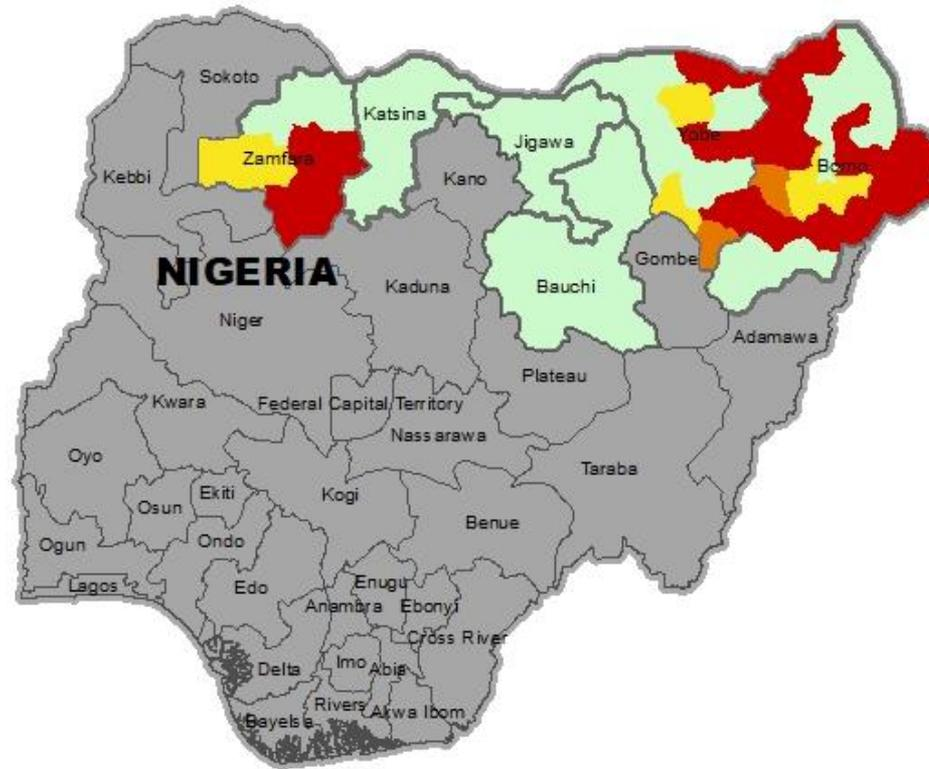 Sokoto
Katsina
Yobe
Jigawa
Zamfara
Borno
Kebbi
Kano
Gombe
NIGERIA
Kaduna
Bauchi
Niger
Adamawa
Plateau
Kwara
Federal Capital Territory
Nassarawa
Oyo
Taraba
Ekiti
Kogi
Osun
Benue
Ogun
Ondo
Lagos
Edo
Enugu
Anambra
Ebonyi
Cross River
Delta
Imo
Abia
Rivers
Akwa Ibom
Bayelsa